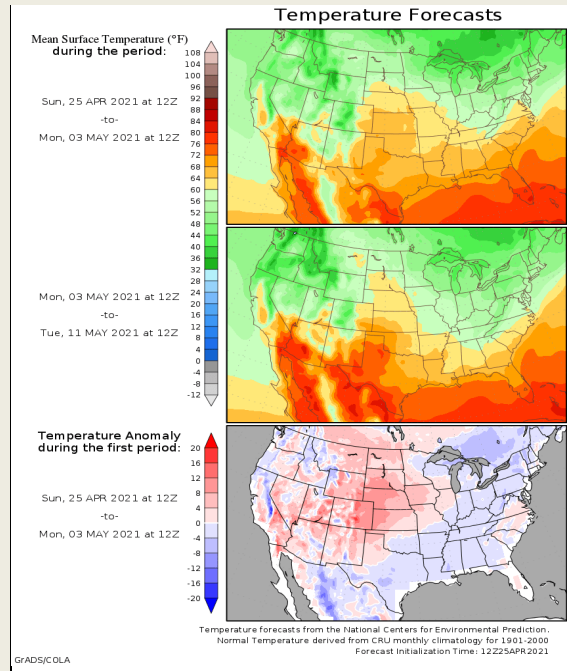 Temperature Forecasts
Mean Surface Temperature (°F)
during the period:
Sun, 25 APR 2021 at 12Z
-to-
Mon, 03 MAY 2021 at 12Z
108
104
100
96
92
88
84
80
76
72
68
64
60
56
52
48
44
40
36
32
28
24
20
16
12
8
4
0
-4
-8
-12
Mon, 03 MAY 2021 at 12Z
-to-
Tue, 11 MAY 2021 at 12Z
Temperature Anomaly
during the first period:
Sun, 25 APR 2021 at 12Z
-to-
Mon, 03 MAY 2021 at 12Z
20
16
12
8
4
0
-4
-8
-12
-16
-20
Temperature forecasts from the National Centers for Environmental Prediction.
Normal Temperature derived from CRU monthly climatology for 1901-2000
Forecast Initialization Time: 12Z25APR2021
GrADS/COLA